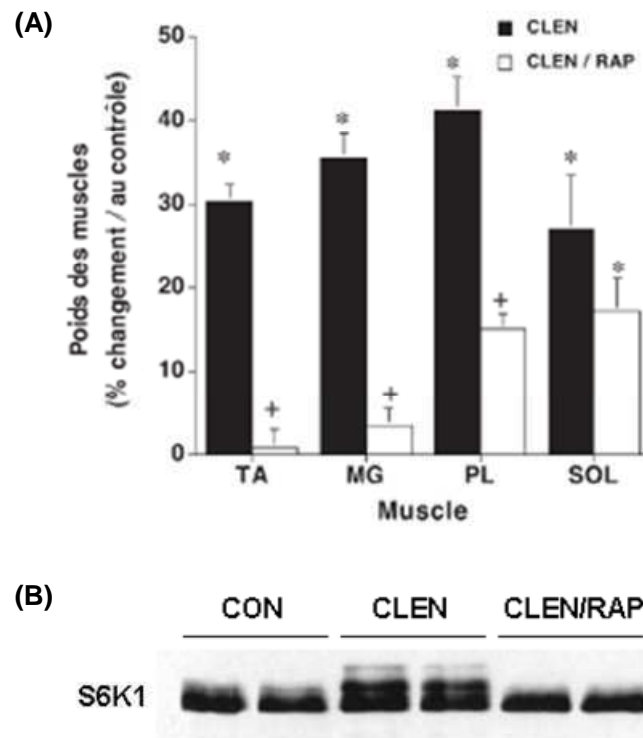 (A)
50
40
30
20
10
0
Poids des muscles
(% changement / au contrôle)
CLEN
CLEN / RAP
*
*
*
*
*
+
+
+
TA MG PL SOL
Muscle
(B)
CON CLEN CLEN/RAP
S6K1